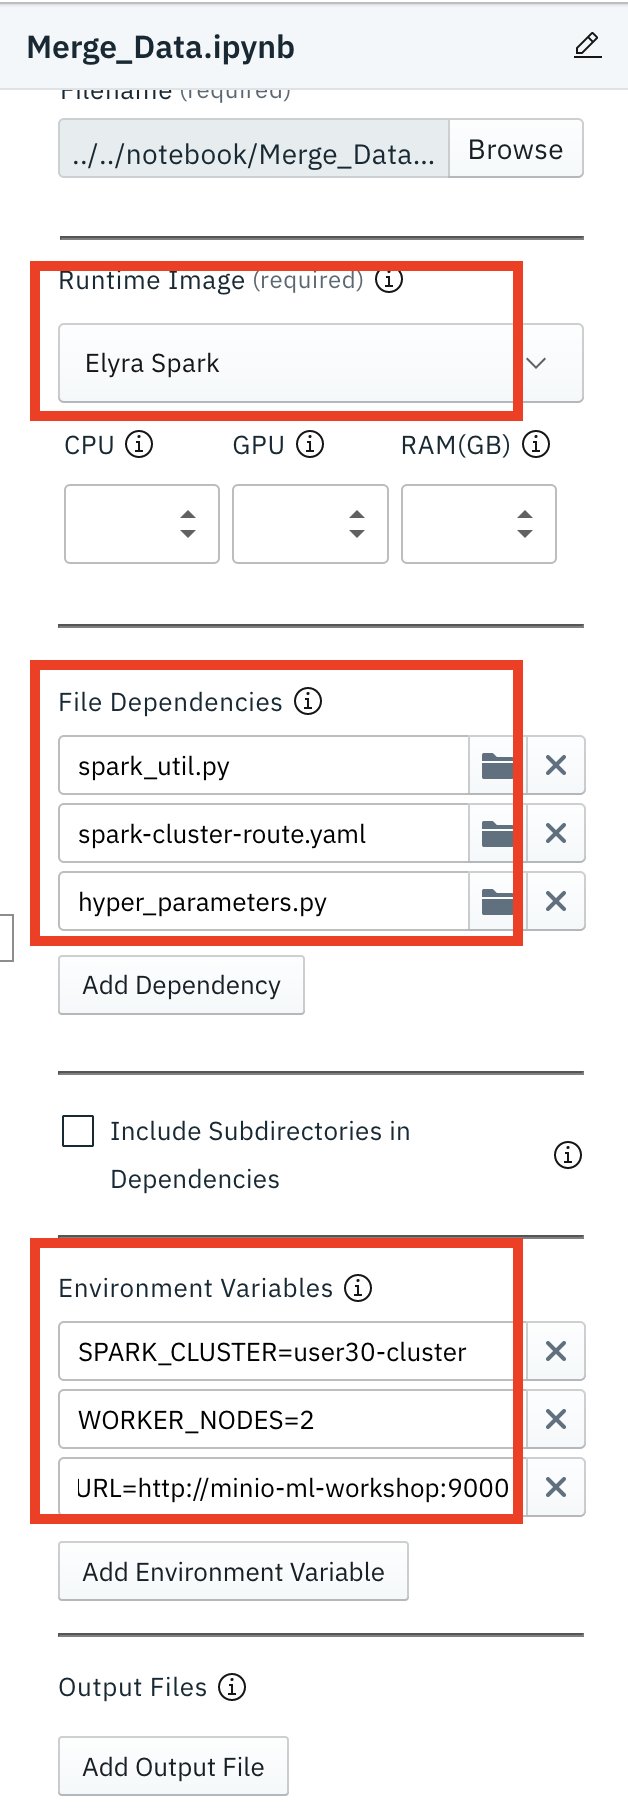 Merge_Data.ipynb
Filename (required)
../../notebook/Merge_Data...
Browse
Runtime Image (required)
Elyra Spark
CPU GPU RAM(GB)
File Dependencies
spark_util.py
spark-cluster-route.yaml
hyper_parameters.py
Add Dependency
Include Subdirectories in
Dependencies
Environment Variables
SPARK_CLUSTER=user30-cluster
WORKER_NODES=2
URL=http://minio-ml-workshop:9000
Add Environment Variable
Output Files
Add Output File